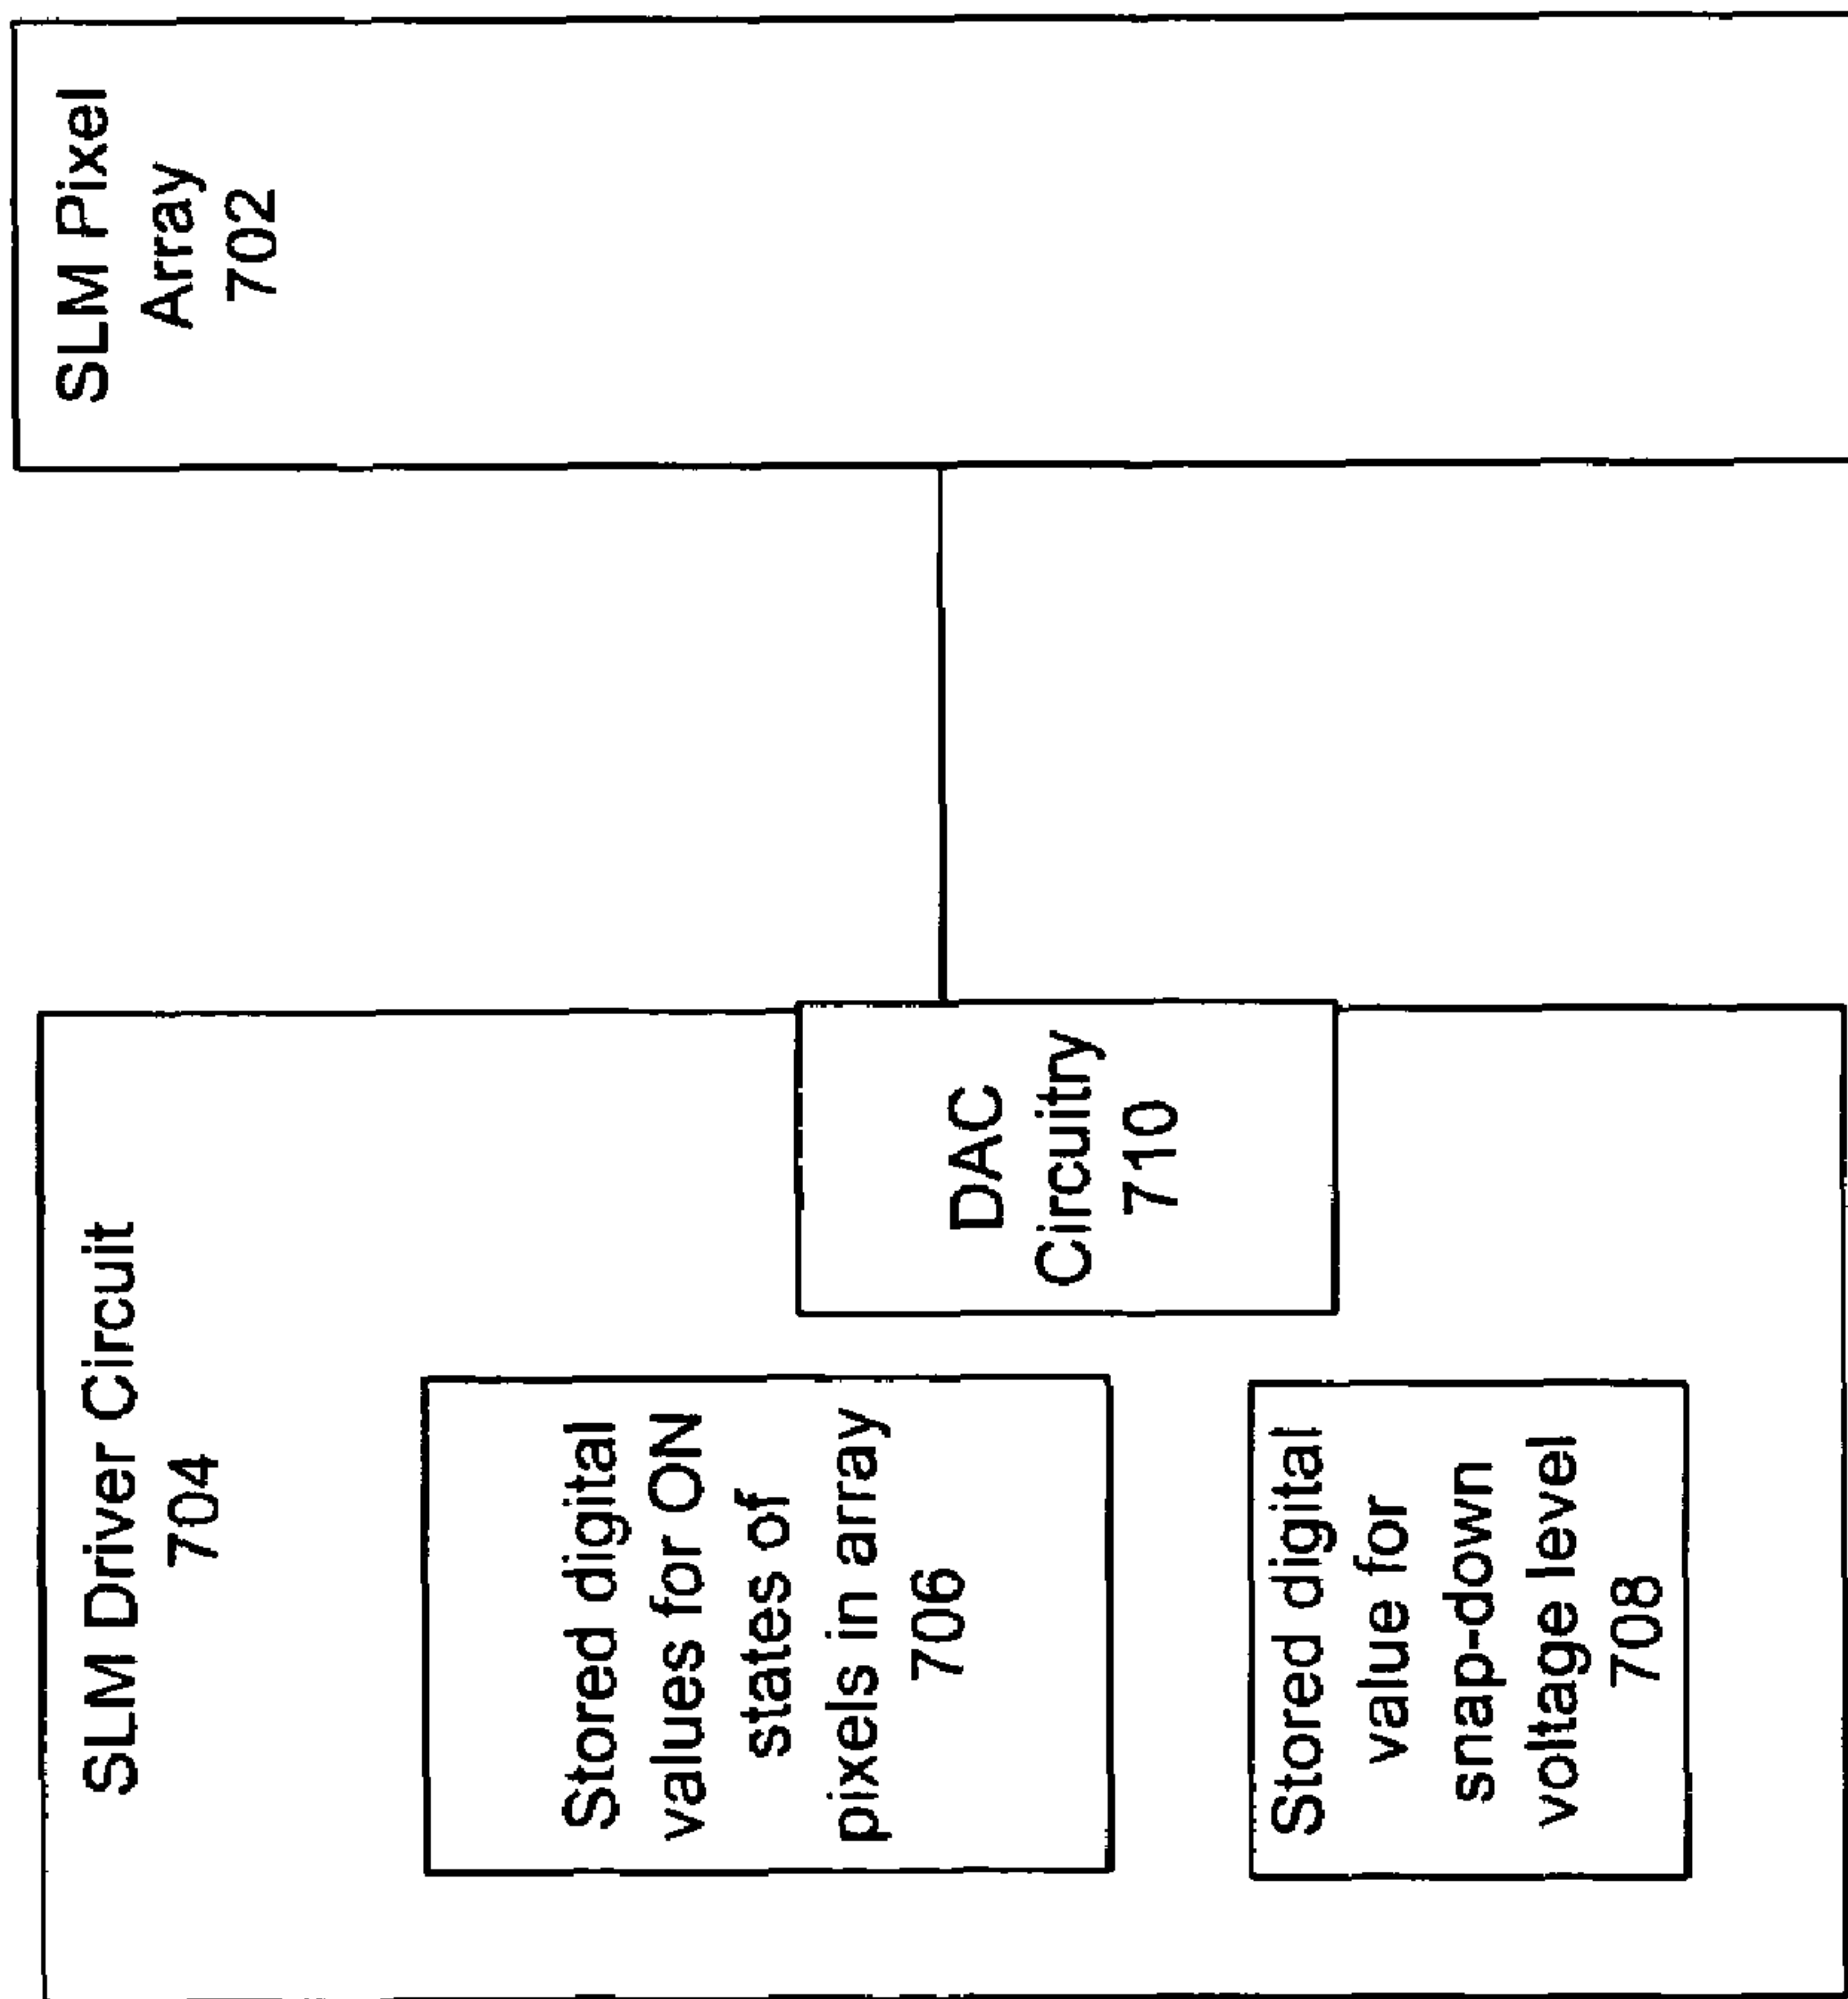 SLM Driver Circuit
704
Stored digital
values for ON
states of
pixels in array
706
Stored digital
value for
snap-down
voltage level
708
DAC
Circuitry
710
SLM Pixel
Array
702